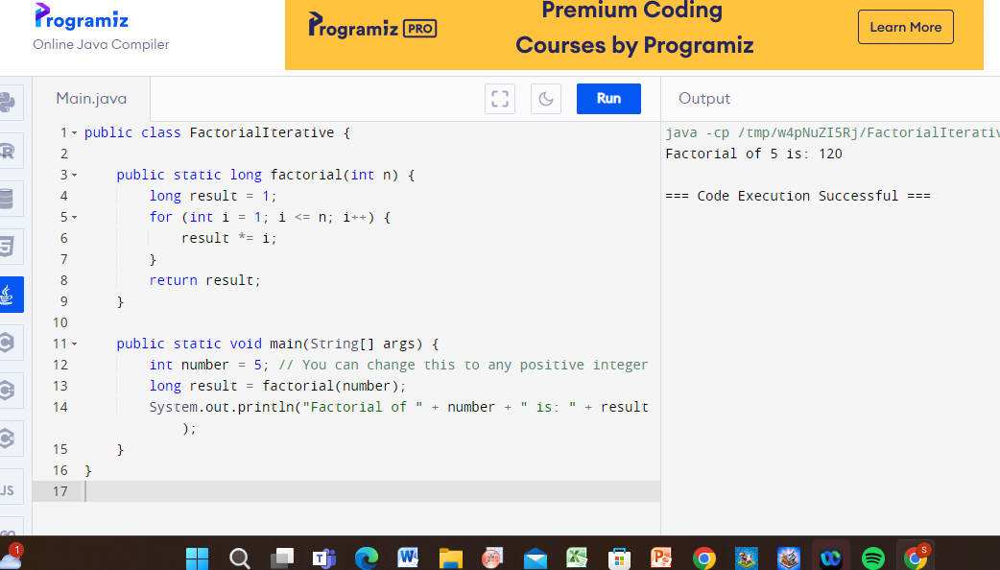 Programiz
Online Java Compiler
Programiz PRO
Premium Coding
Courses by Programiz
Learn More
Main.java
Run
Output
1 public class FactorialIterative {
2
3     public static long factorial(int n) {
4         long result = 1;
5         for (int i = 1; i <= n; i++) {
6             result *= i;
7         }
8         return result;
9     }
10
11     public static void main(String[] args) {
12         int number = 5; // You can change this to any positive integer
13         long result = factorial(number);
14         System.out.println("Factorial of " + number + " is: " + result
);
15     }
16 }
17
java -cp /tmp/w4pNuZI5Rj/FactorialIterativ
Factorial of 5 is: 120
=== Code Execution Successful ===
R
5
C
JS
GO
1
T
W
X
P
S